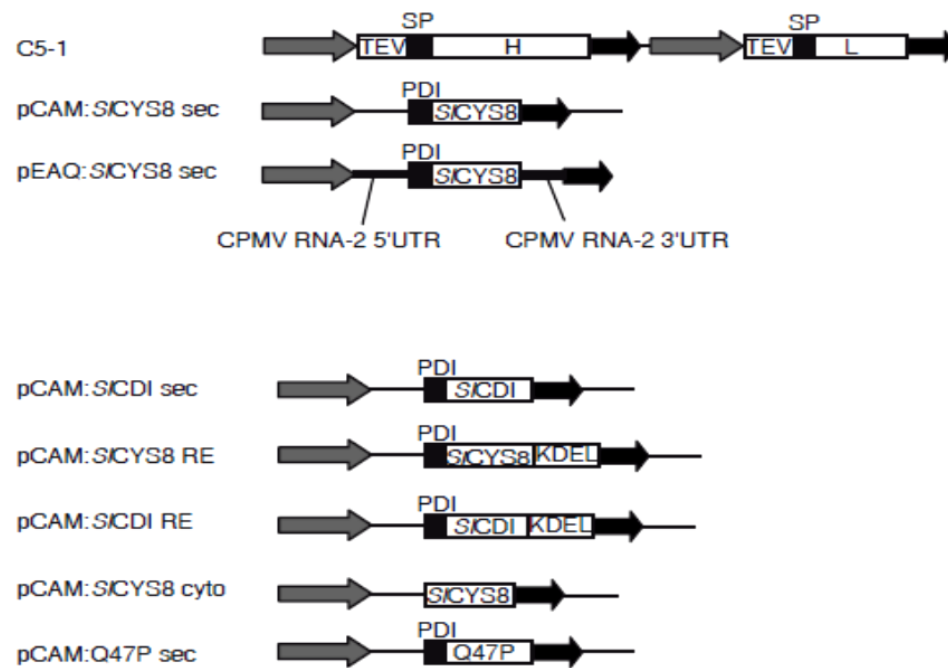 SP SP
C5-1 TEV H TEV L
PDI
pCAM:SlCYS8 sec SlCYS8
PDI
pEAQ:SlCYS8 sec SlCYS8
CPMV RNA-2 5'UTR CPMV RNA-2 3'UTR
PDI
pCAM:SlCDI sec SlCDI
PDI
pCAM:SlCYS8 RE SlCYS8 KDEL
PDI
pCAM:SlCDI RE SlCDI KDEL
pCAM:SlCYS8 cyto SlCYS8
PDI
pCAM:Q47P sec Q47P